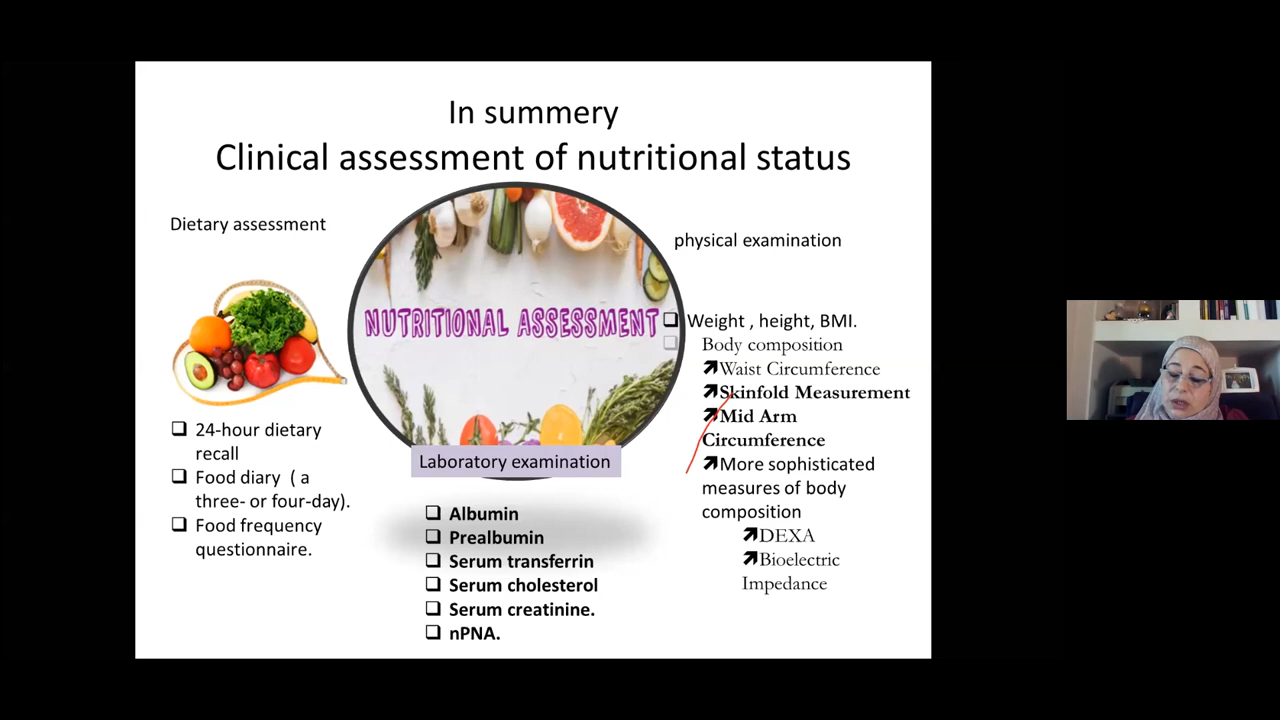 In summery
Clinical assessment of nutritional status
Dietary assessment
24-hour dietary
recall
Food diary ( a
three- or four-day).
Food frequency
questionnaire.
NUTRITIONAL ASSESSMENT
Laboratory examination
Albumin
Prealbumin
Serum transferrin
Serum cholesterol
Serum creatinine.
nPNA.
physical examination
Weight , height, BMI.
Body composition
Waist Circumference
Skinfold Measurement
Mid Arm
Circumference
More sophisticated
measures of body
composition
DEXA
Bioelectric
Impedance